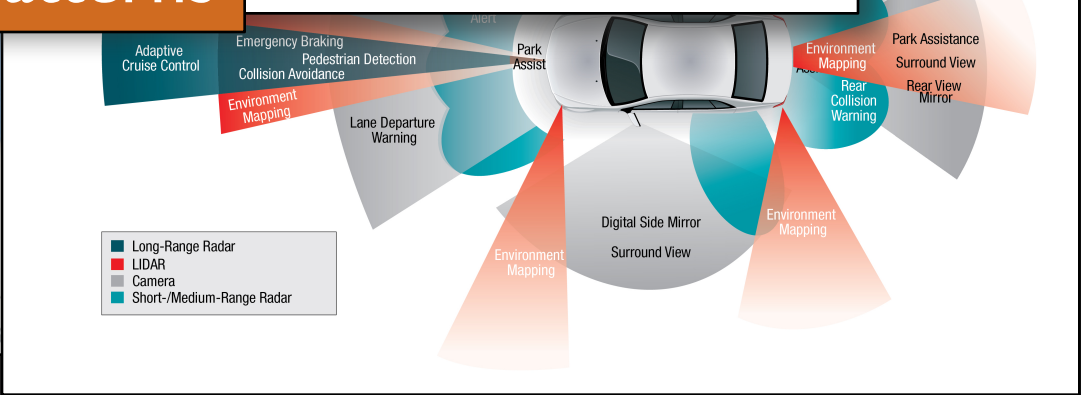 Alert
Adaptive
Cruise Control
Emergency Braking
Pedestrian Detection
Collision Avoidance
Environment
Mapping
Lane Departure
Warning
Park
Assist
Environment
Mapping
Rear
Collision
Warning
Park Assistance
Surround View
Rear View
Mirror
Digital Side Mirror
Surround View
Environment
Mapping
Environment
Mapping
Long-Range Radar
LIDAR
Camera
Short-/Medium-Range Radar